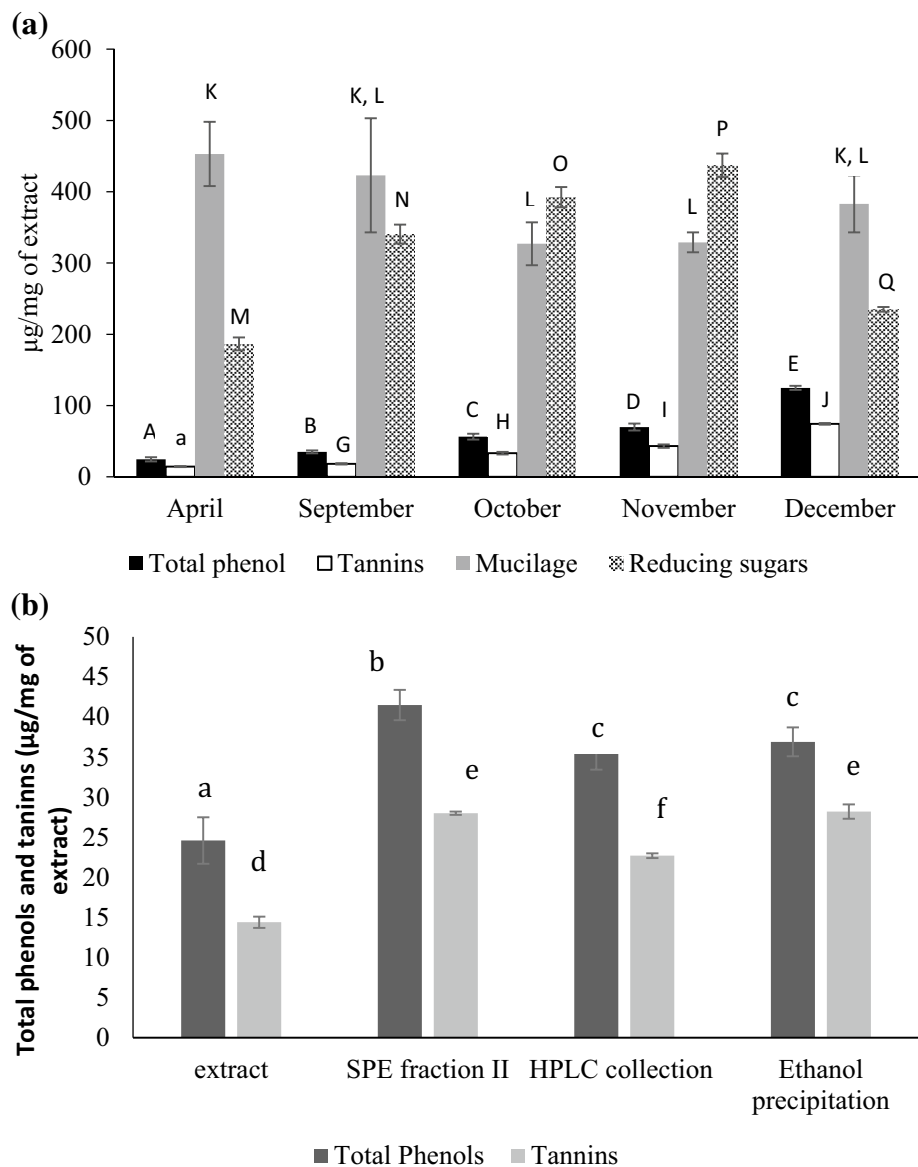 (a)
600
500
400
300
200
100
0
µg/mg of extract
K
K, L
P
K, L
O
N
L
L
M
Q
E
A
a
B
G
C
H
D
I
J
April September October November December
Total phenol Tannins Mucilage Reducing sugars
(b)
50
45
40
35
30
25
20
15
10
5
0
Total phenols and taninns (µg/mg of
extract)
a
d
b
e
c
f
c
e
extract SPE fraction II HPLC collection Ethanol
precipitation
Total Phenols Tannins